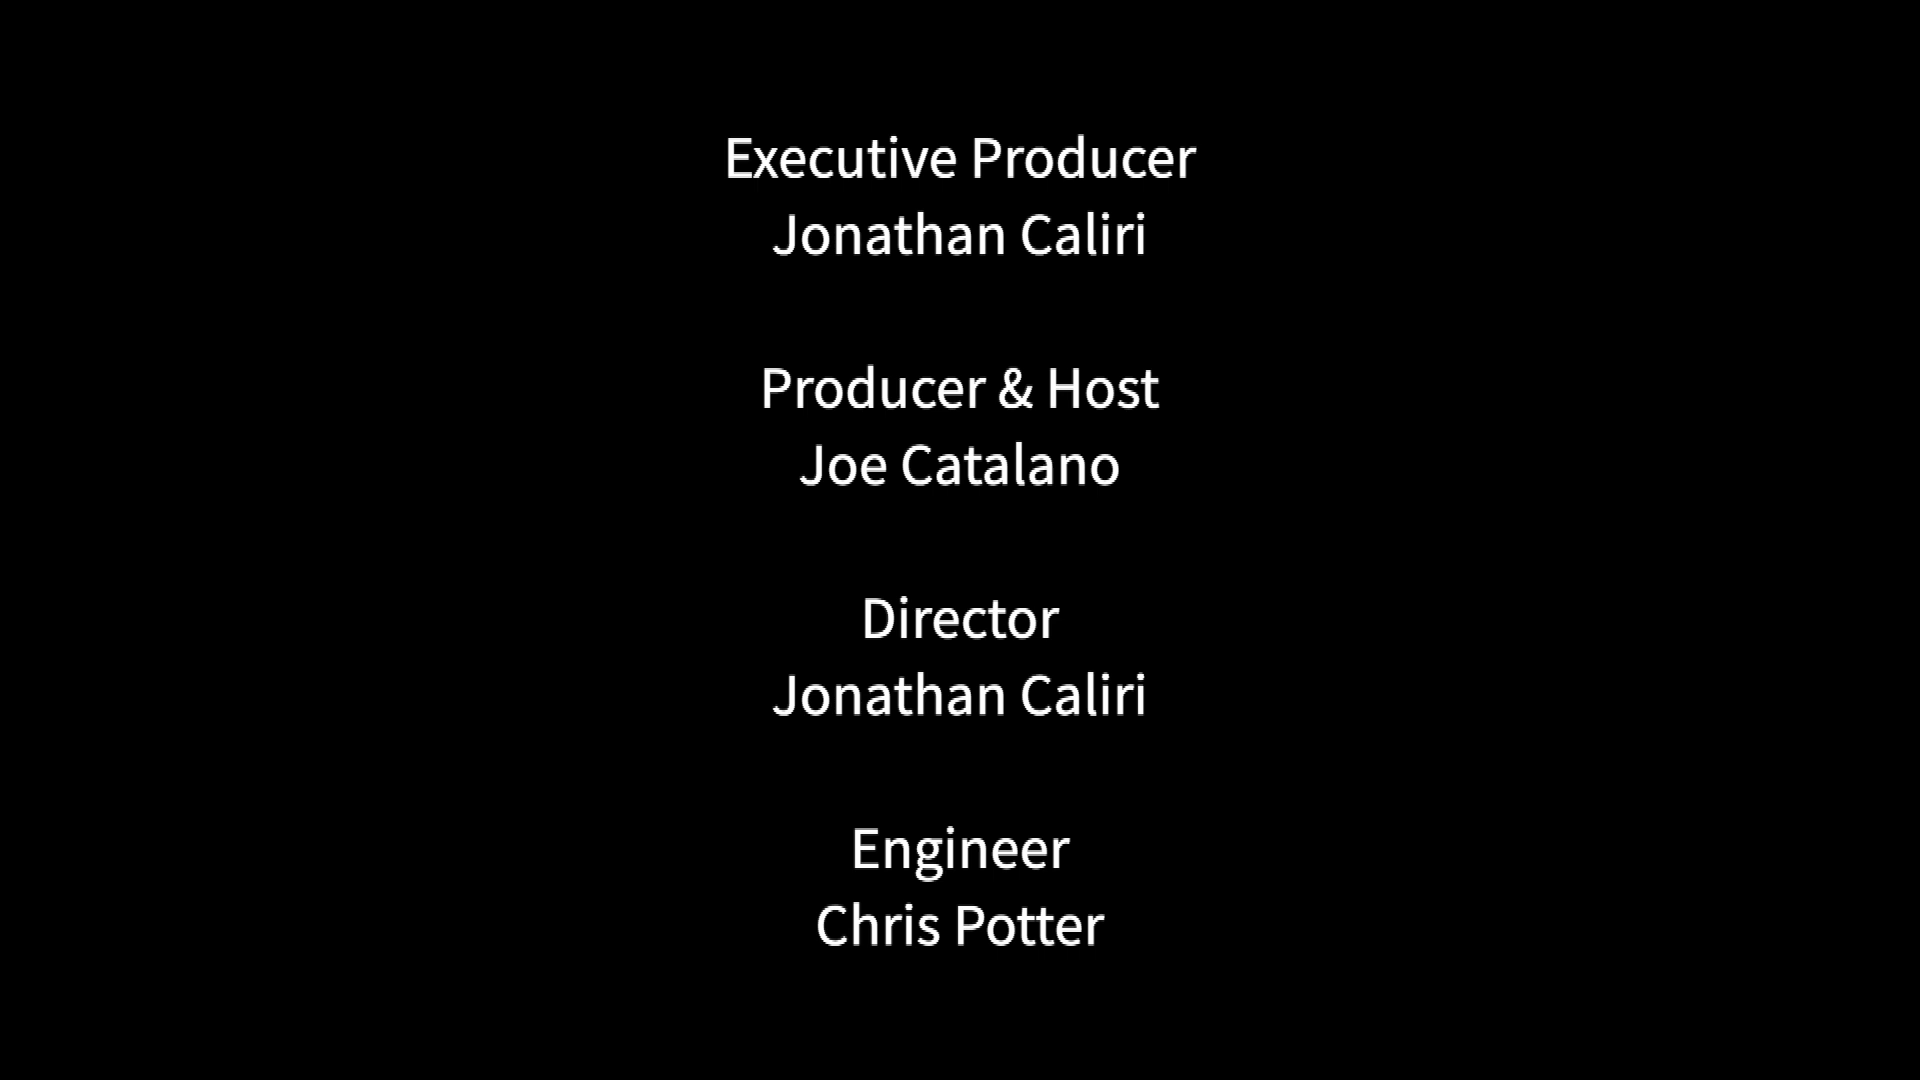 Executive Producer
Jonathan Caliri
Producer & Host
Joe Catalano
Director
Jonathan Caliri
Engineer
Chris Potter